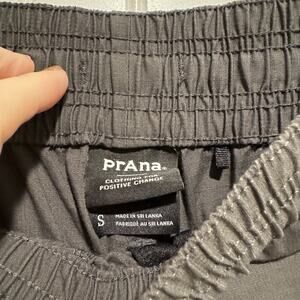 prAna
CLOTHING FOR
POSITIVE CHANGE
S
MADE IN SRI LANKA
FABRIQUÉ AU SRI LANKA